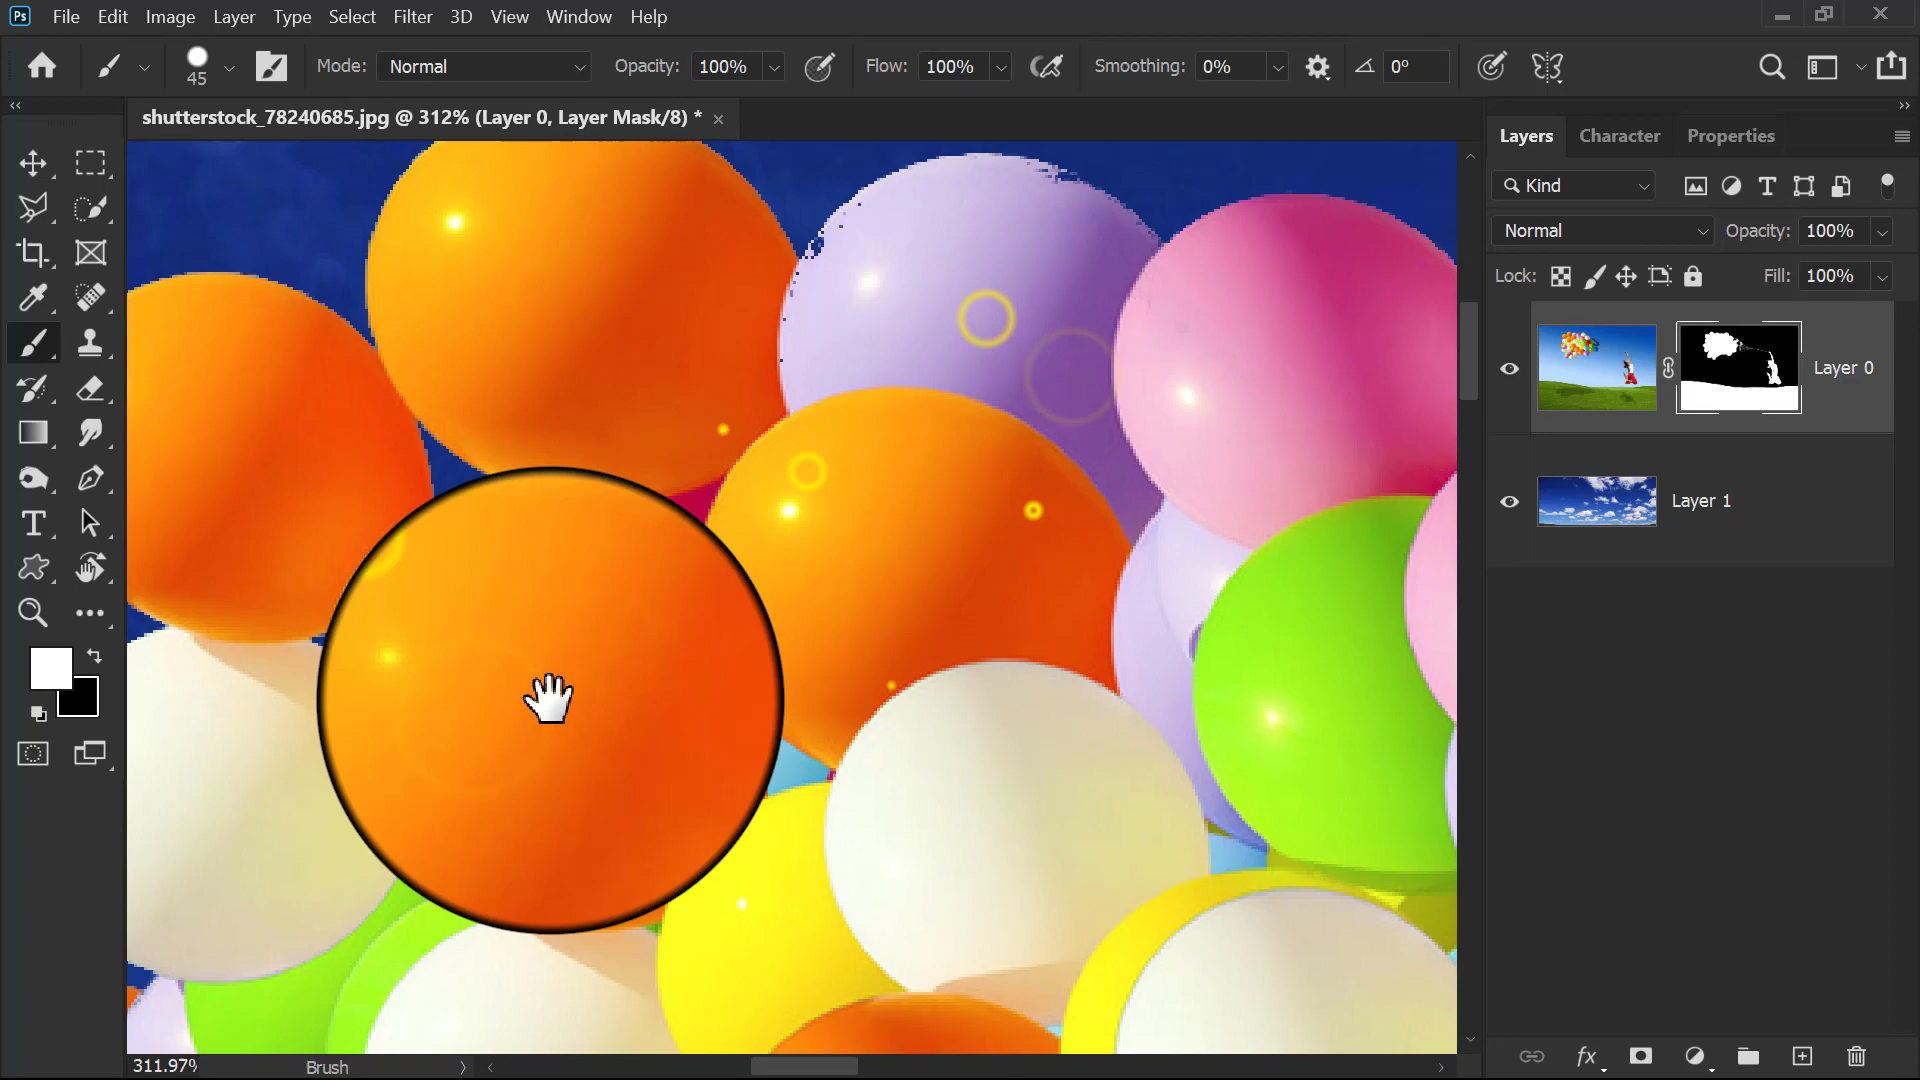 Ps File Edit Image Layer Type Select Filter 3D View Window Help
45 Mode: Normal Opacity: 100% Flow: 100% Smoothing: 0% 0°
shutterstock_78240685.jpg @ 312% (Layer 0, Layer Mask/8) *
Layers Character Properties
Kind
Normal Opacity: 100%
Lock: Fill: 100%
Layer 0
Layer 1
311.97%
Brush
fx